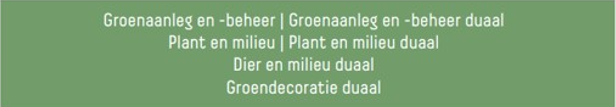 Groenaanleg en -beheer | Groenaanleg en -beheer duaal
Plant en milieu | Plant en milieu duaal
Dier en milieu duaal
Groendecoratie duaal